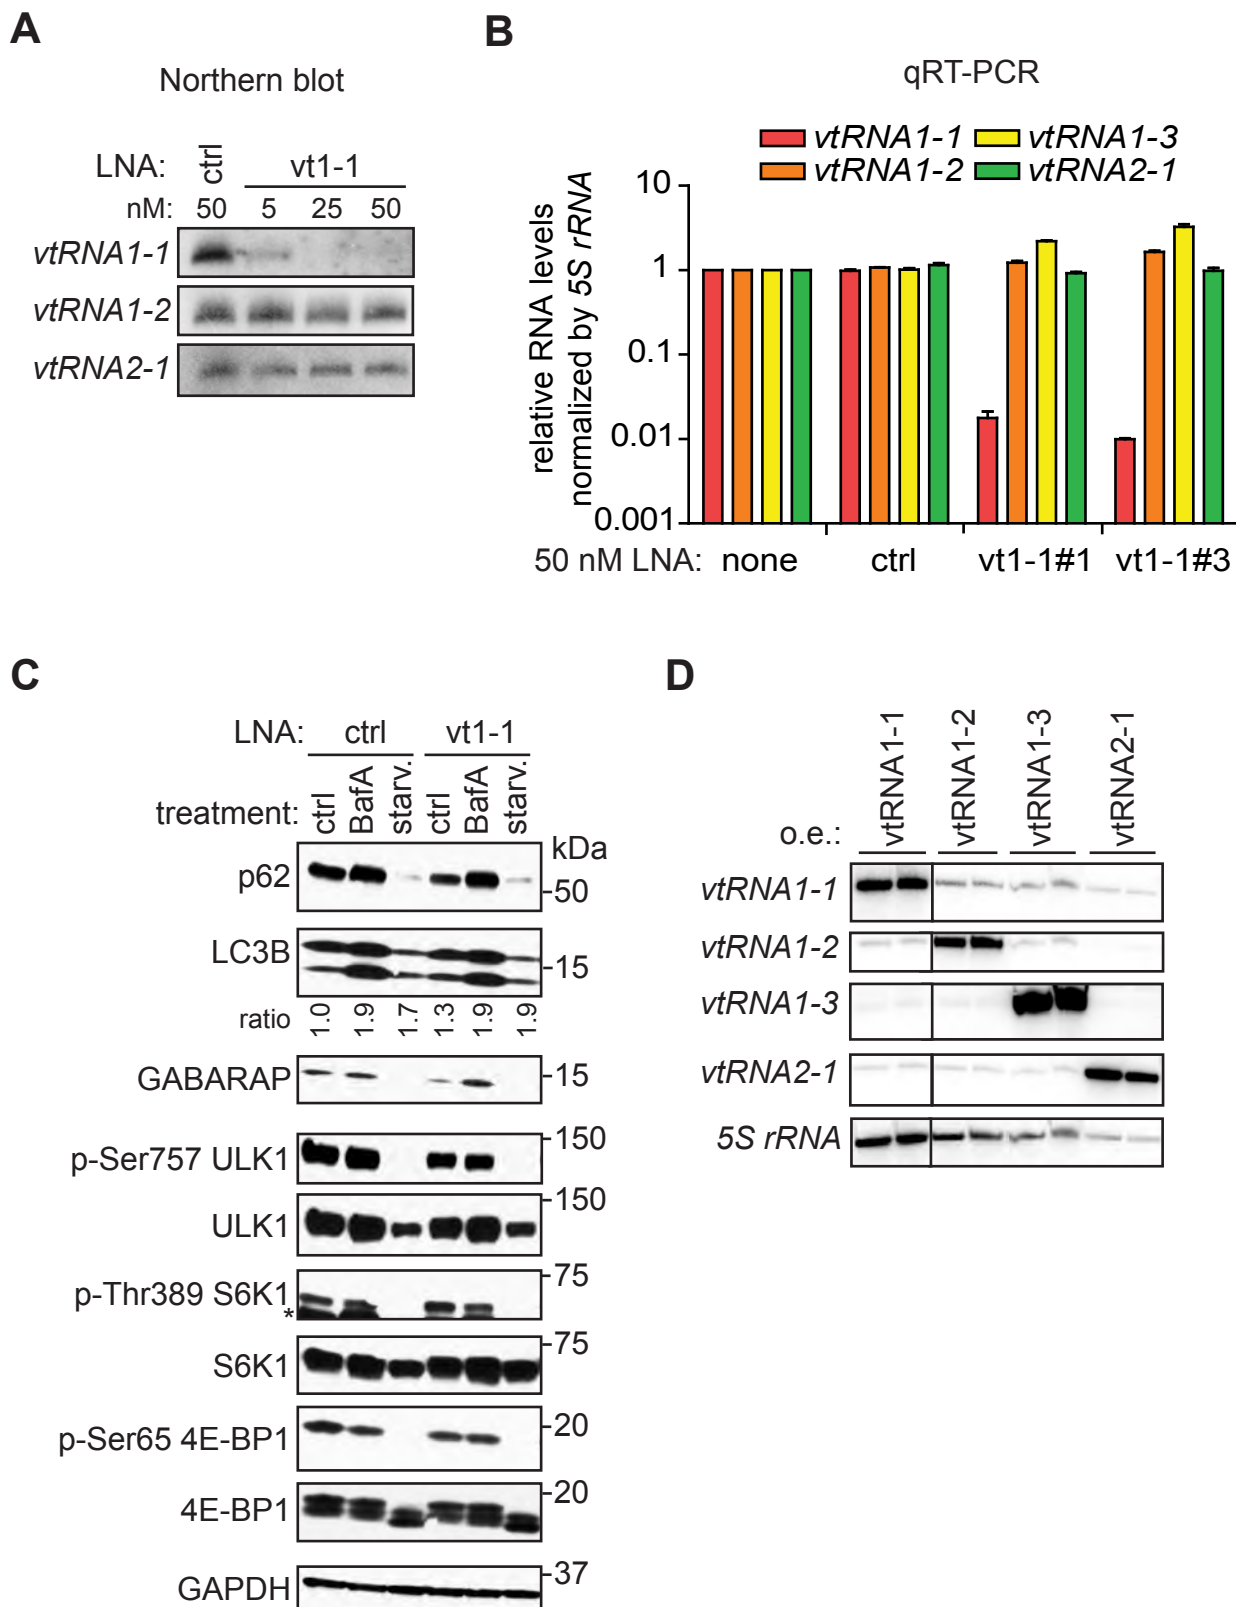 A
Northern blot
LNA: ctrl vt1-1
nM: 50 5 25 50
vtRNA1-1
vtRNA1-2
vtRNA2-1
B
qRT-PCR
vtRNA1-1 vtRNA1-3
vtRNA1-2 vtRNA2-1
relative RNA levels
normalized by 5S rRNA
10
1
0.1
0.01
0.001
50 nM LNA: none ctrl vt1-1#1 vt1-1#3
C
LNA: ctrl vt1-1
treatment: ctrl BafA starv. ctrl BafA starv.
kDa
p62 -50
LC3B -15
ratio 1.0 1.9 1.7 1.3 1.9 1.9
GABARAP -15
p-Ser757 ULK1 -150
ULK1 -150
p-Thr389 S6K1 -75
*
S6K1 -75
p-Ser65 4E-BP1 -20
4E-BP1 -20
GAPDH -37
D
o.e.: vtRNA1-1 vtRNA1-2 vtRNA1-3 vtRNA2-1
vtRNA1-1
vtRNA1-2
vtRNA1-3
vtRNA2-1
5S rRNA